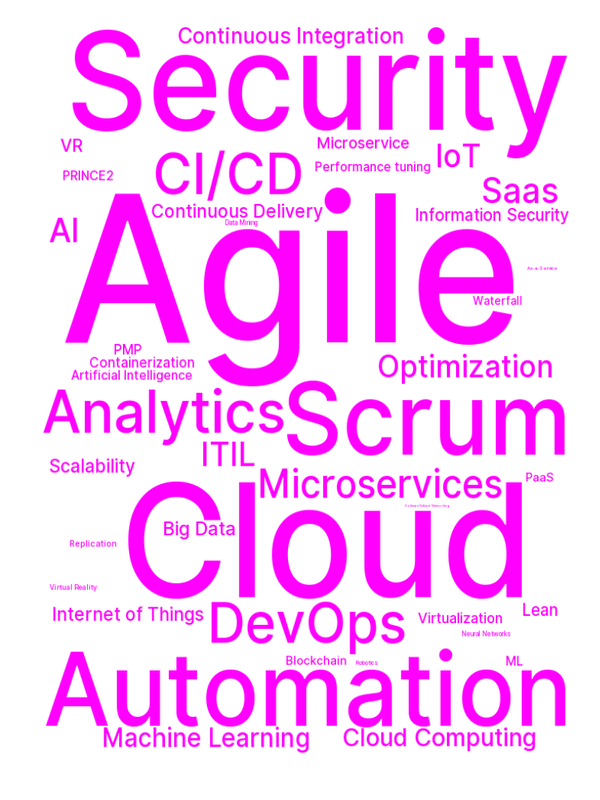 Continuous Integration
Security
VR
Microservice
IoT
CI/CD
Performance tuning
PRINCE2
Saas
Continuous Delivery
Information Security
Data Mining
AI
Agile
Waterfall
PMP
Containerization
Optimization
Artificial Intelligence
Analytics
Scrum
ITIL
Scalability
Microservices
PaaS
Cloud
Big Data
Replication
Virtual Reality
Internet of Things
DevOps
Lean
Virtualization
Neural Networks
Blockchain
Robotics
ML
Automation
Machine Learning
Cloud Computing